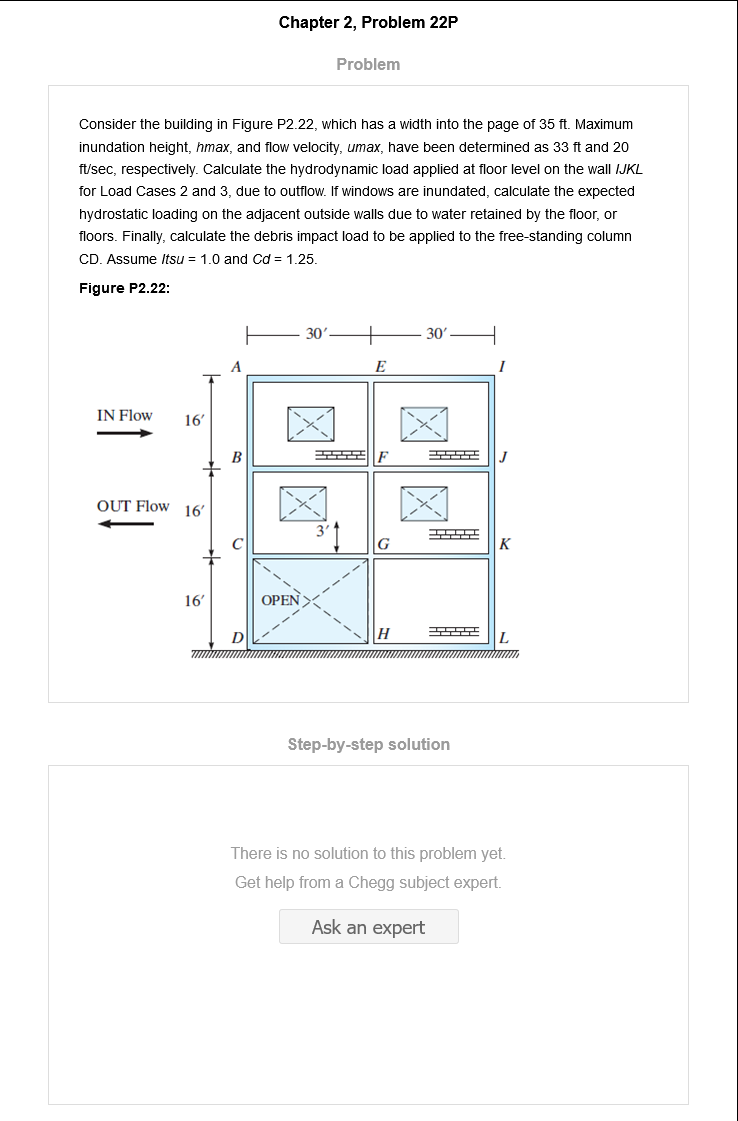 Chapter 2, Problem 22P
Problem
Consider the building in Figure P2.22, which has a width into the page of 35 ft. Maximum
inundation height, hmax, and flow velocity, umax, have been determined as 33 ft and 20
ft/sec, respectively. Calculate the hydrodynamic load applied at floor level on the wall IJKL
for Load Cases 2 and 3, due to outflow. If windows are inundated, calculate the expected
hydrostatic loading on the adjacent outside walls due to water retained by the floor, or
floors. Finally, calculate the debris impact load to be applied to the free-standing column
CD. Assume Itsu = 1.0 and Cd = 1.25.
Figure P2.22:
30′ 30′
A E I
IN Flow 16′
B F J
OUT Flow 16′
3′
C G K
16′ OPEN
D H L
Step-by-step solution
There is no solution to this problem yet.
Get help from a Chegg subject expert.
Ask an expert